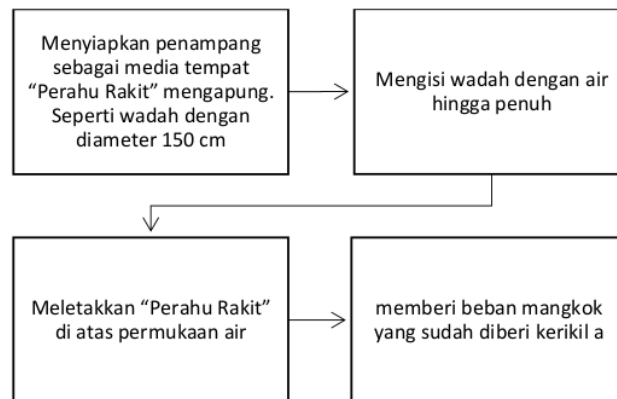 Menyiapkan penampang
sebagai media tempat
“Perahu Rakit” mengapung.
Seperti wadah dengan
diameter 150 cm
Mengisi wadah dengan air
hingga penuh
Meletakkan “Perahu Rakit”
di atas permukaan air
memberi beban mangkok
yang sudah diberi kerikil a